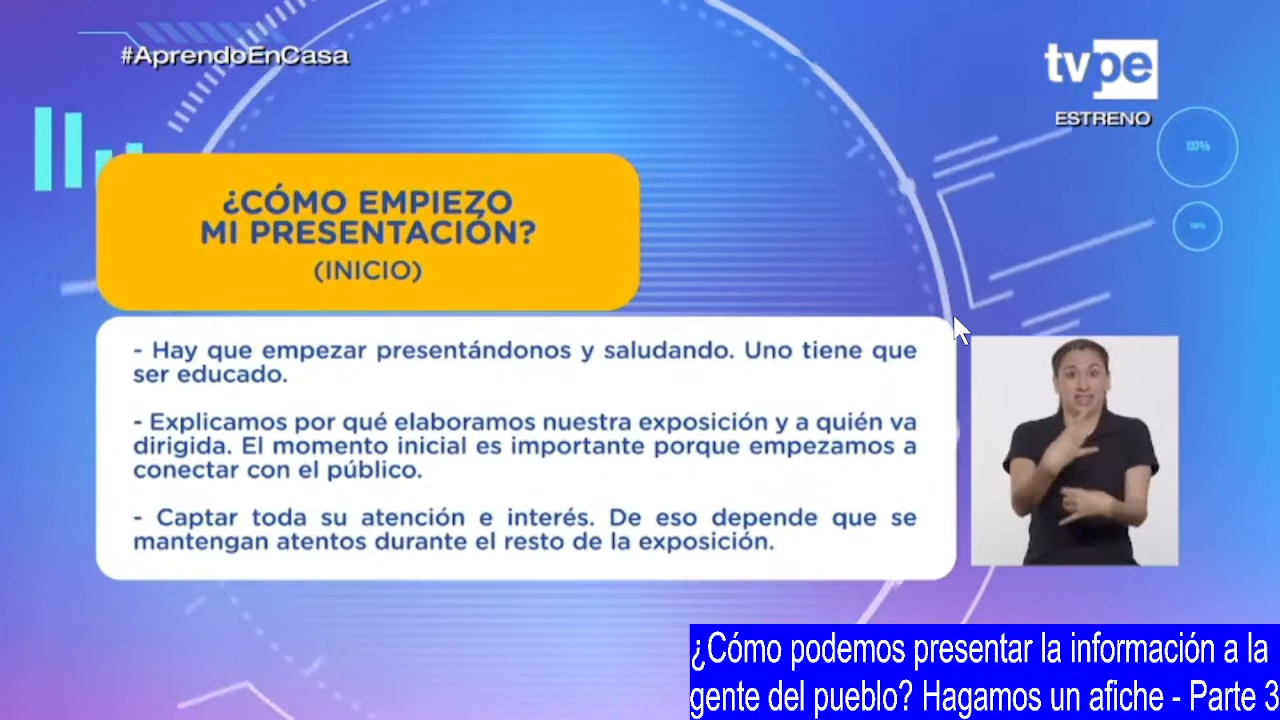 #AprendoEnCasa
tvpe
ESTRENO
¿CÓMO EMPIEZO
MI PRESENTACIÓN?
(INICIO)
- Hay que empezar presentándonos y saludando. Uno tiene que
ser educado.
- Explicamos por qué elaboramos nuestra exposición y a quién va
dirigida. El momento inicial es importante porque empezamos a
conectar con el público.
- Captar toda su atención e interés. De eso depende que se
mantengan atentos durante el resto de la exposición.
¿Cómo podemos presentar la información a la
gente del pueblo? Hagamos un afiche - Parte 3